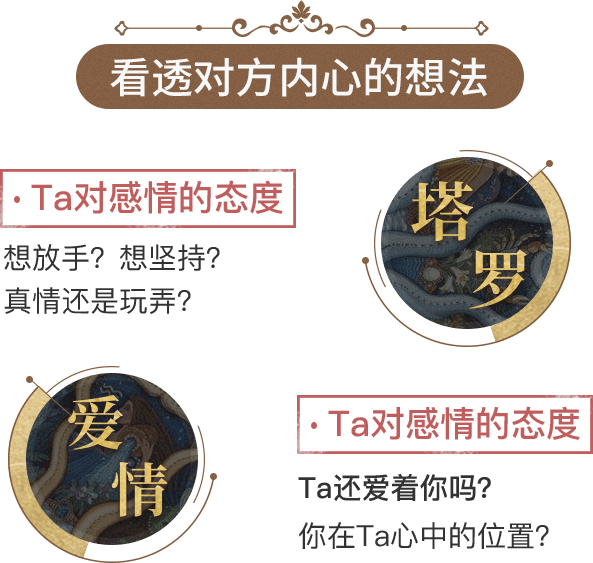 看透对方内心的想法
·Ta对感情的态度
想放手？想坚持？
真情还是玩弄？
塔
罗
爱
情
·Ta对感情的态度
Ta还爱着你吗？
你在Ta心中的位置？